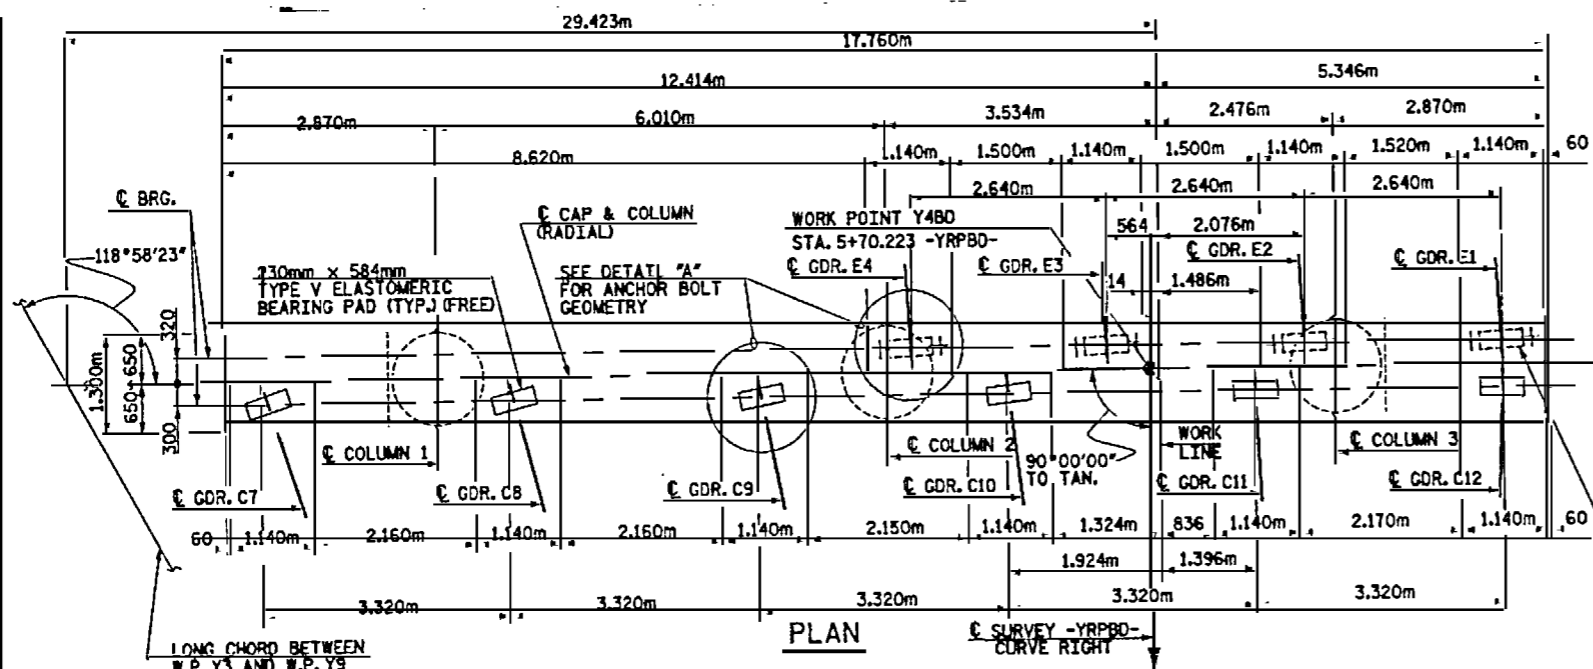 29.423m
17.760m
12.414m
5.346m
2.870m
6.010m
3.534m
2.476m
2.870m
8.620m
1.140m
1.500m
1.140m
1.500m
1.140m
1.520m
1.140m
60
2.640m
2.640m
2.640m
℄ BRG.
℄ CAP & COLUMN
(RADIAL)
WORK POINT Y4BD
STA. 5+70.223 -YRPBD-
564
2.076m
118°58'23"
230mm x 584mm
TYPE V ELASTOMERIC
BEARING PAD (TYP.) (FREE)
SEE DETAIL "A"
FOR ANCHOR BOLT
GEOMETRY
℄ GDR. E4
℄ GDR. E3
℄ GDR. E2
℄ GDR. E1
14
1.486m
320
650
1.300m
650
300
℄ COLUMN 1
℄ COLUMN 2
WORK
LINE
℄ COLUMN 3
90°00'00"
TO TAN.
℄ GDR. C7
℄ GDR. C8
℄ GDR. C9
℄ GDR. C10
℄ GDR. C11
℄ GDR. C12
60
1.140m
2.160m
1.140m
2.160m
1.140m
2.150m
1.140m
1.324m
836
1.140m
2.170m
1.140m
60
1.924m
1.396m
3.320m
3.320m
3.320m
3.320m
3.320m
PLAN
℄ SURVEY -YRPBD-
CURVE RIGHT
LONG CHORD BETWEEN
W.P. Y3 AND W.P. Y9